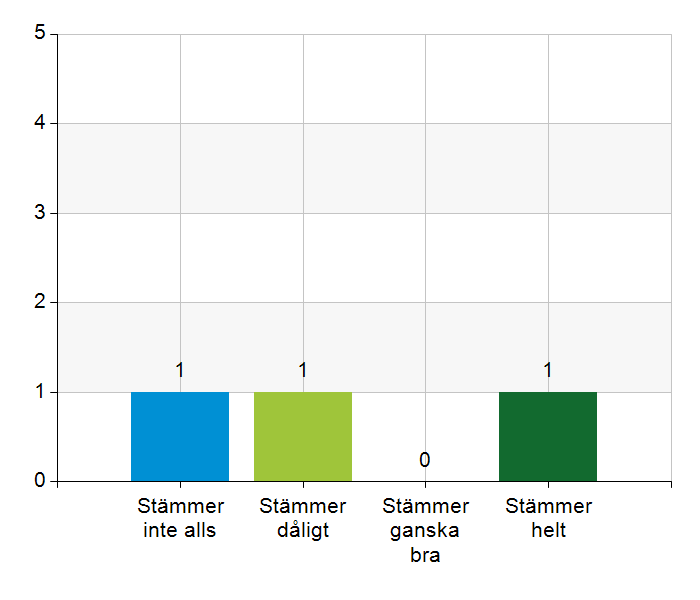 5
4
3
2
1
0
1
1
0
1
Stämmer
inte alls
Stämmer
dåligt
Stämmer
ganska
bra
Stämmer
helt